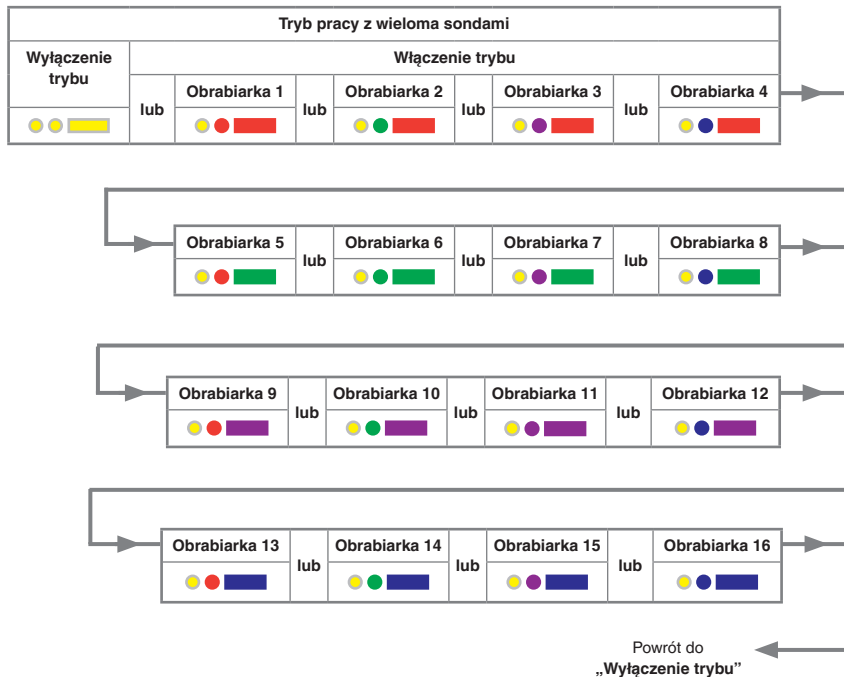 Tryb pracy z wieloma sondami
Wyłączenie trybu
Włączenie trybu
lub
Obrabiarka 1
lub
Obrabiarka 2
lub
Obrabiarka 3
lub
Obrabiarka 4
Obrabiarka 5
lub
Obrabiarka 6
lub
Obrabiarka 7
lub
Obrabiarka 8
Obrabiarka 9
lub
Obrabiarka 10
lub
Obrabiarka 11
lub
Obrabiarka 12
Obrabiarka 13
lub
Obrabiarka 14
lub
Obrabiarka 15
lub
Obrabiarka 16
Powrót do
„Wyłączenie trybu”